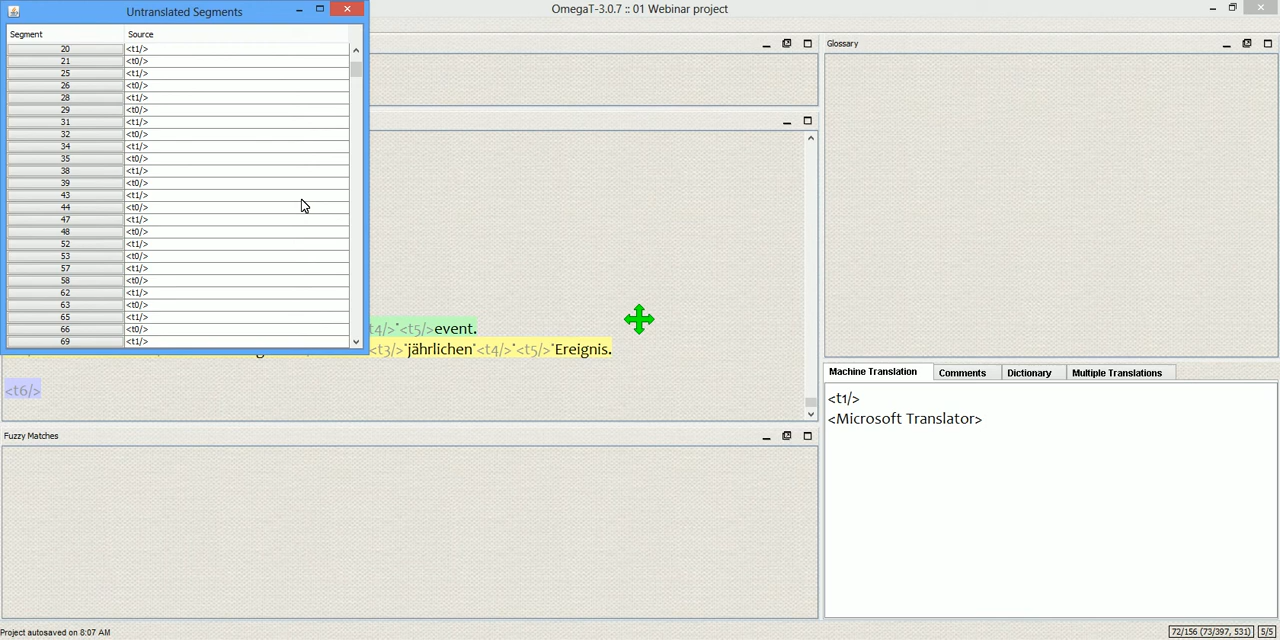 Untranslated Segments
OmegaT-3.0.7 :: 01 Webinar project
Segment Source
20 <t1/>
21 <t0/>
25 <t1/>
26 <t0/>
28 <t1/>
29 <t0/>
31 <t1/>
32 <t0/>
34 <t1/>
35 <t0/>
38 <t1/>
39 <t0/>
43 <t1/>
44 <t0/>
47 <t1/>
48 <t0/>
52 <t1/>
53 <t0/>
57 <t1/>
58 <t0/>
62 <t1/>
63 <t0/>
65 <t1/>
66 <t0/>
69 <t1/>
t4/>*<t5/>event.
<t3/>*jährlichen*<t4/>*<t5/>*Ereignis.
<t6/>
Fuzzy Matches
Glossary
Machine Translation Comments Dictionary Multiple Translations
<t1/>
<Microsoft Translator>
Project autosaved on 8:07 AM
72/156 (73/397, 531) 5/5